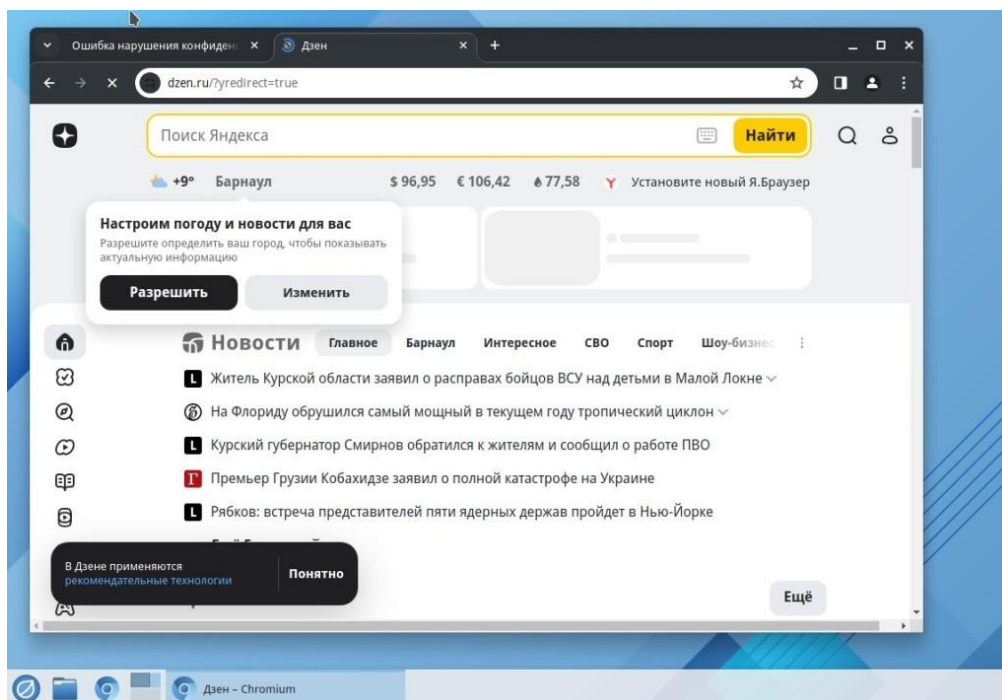 Ошибка нарушения конфиден
Дзен
dzen.ru/?yredirect=true
Поиск Яндекса
Найти
+9° Барнаул $ 96,95 € 106,42 77,58 Y Установите новый Я.Браузер
Настроим погоду и новости для вас
Разрешите определить ваш город, чтобы показывать
актуальную информацию
Разрешить Изменить
Новости Главное Барнаул Интересное СВО Спорт Шоу-бизнес
L Житель Курской области заявил о расправах бойцов ВСУ над детьми в Малой Локне
На Флориду обрушился самый мощный в текущем году тропический циклон
L Курский губернатор Смирнов обратился к жителям и сообщил о работе ПВО
Г Премьер Грузии Кобахидзе заявил о полной катастрофе на Украине
L Рябков: встреча представителей пяти ядерных держав пройдет в Нью-Йорке
В Дзене применяются
рекомендательные технологии
Понятно
Ещё
Дзен – Chromium